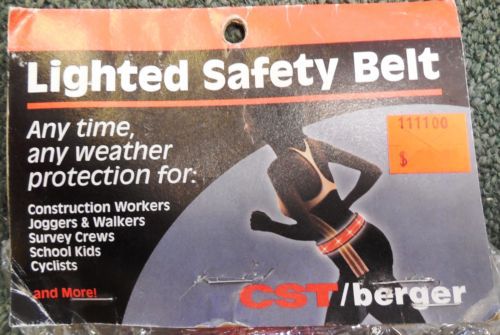 Lighted Safety Belt
Any time,
any weather
protection for:
Construction Workers
Joggers & Walkers
Survey Crews
School Kids
Cyclists
and More!
111100
$
CST/berger